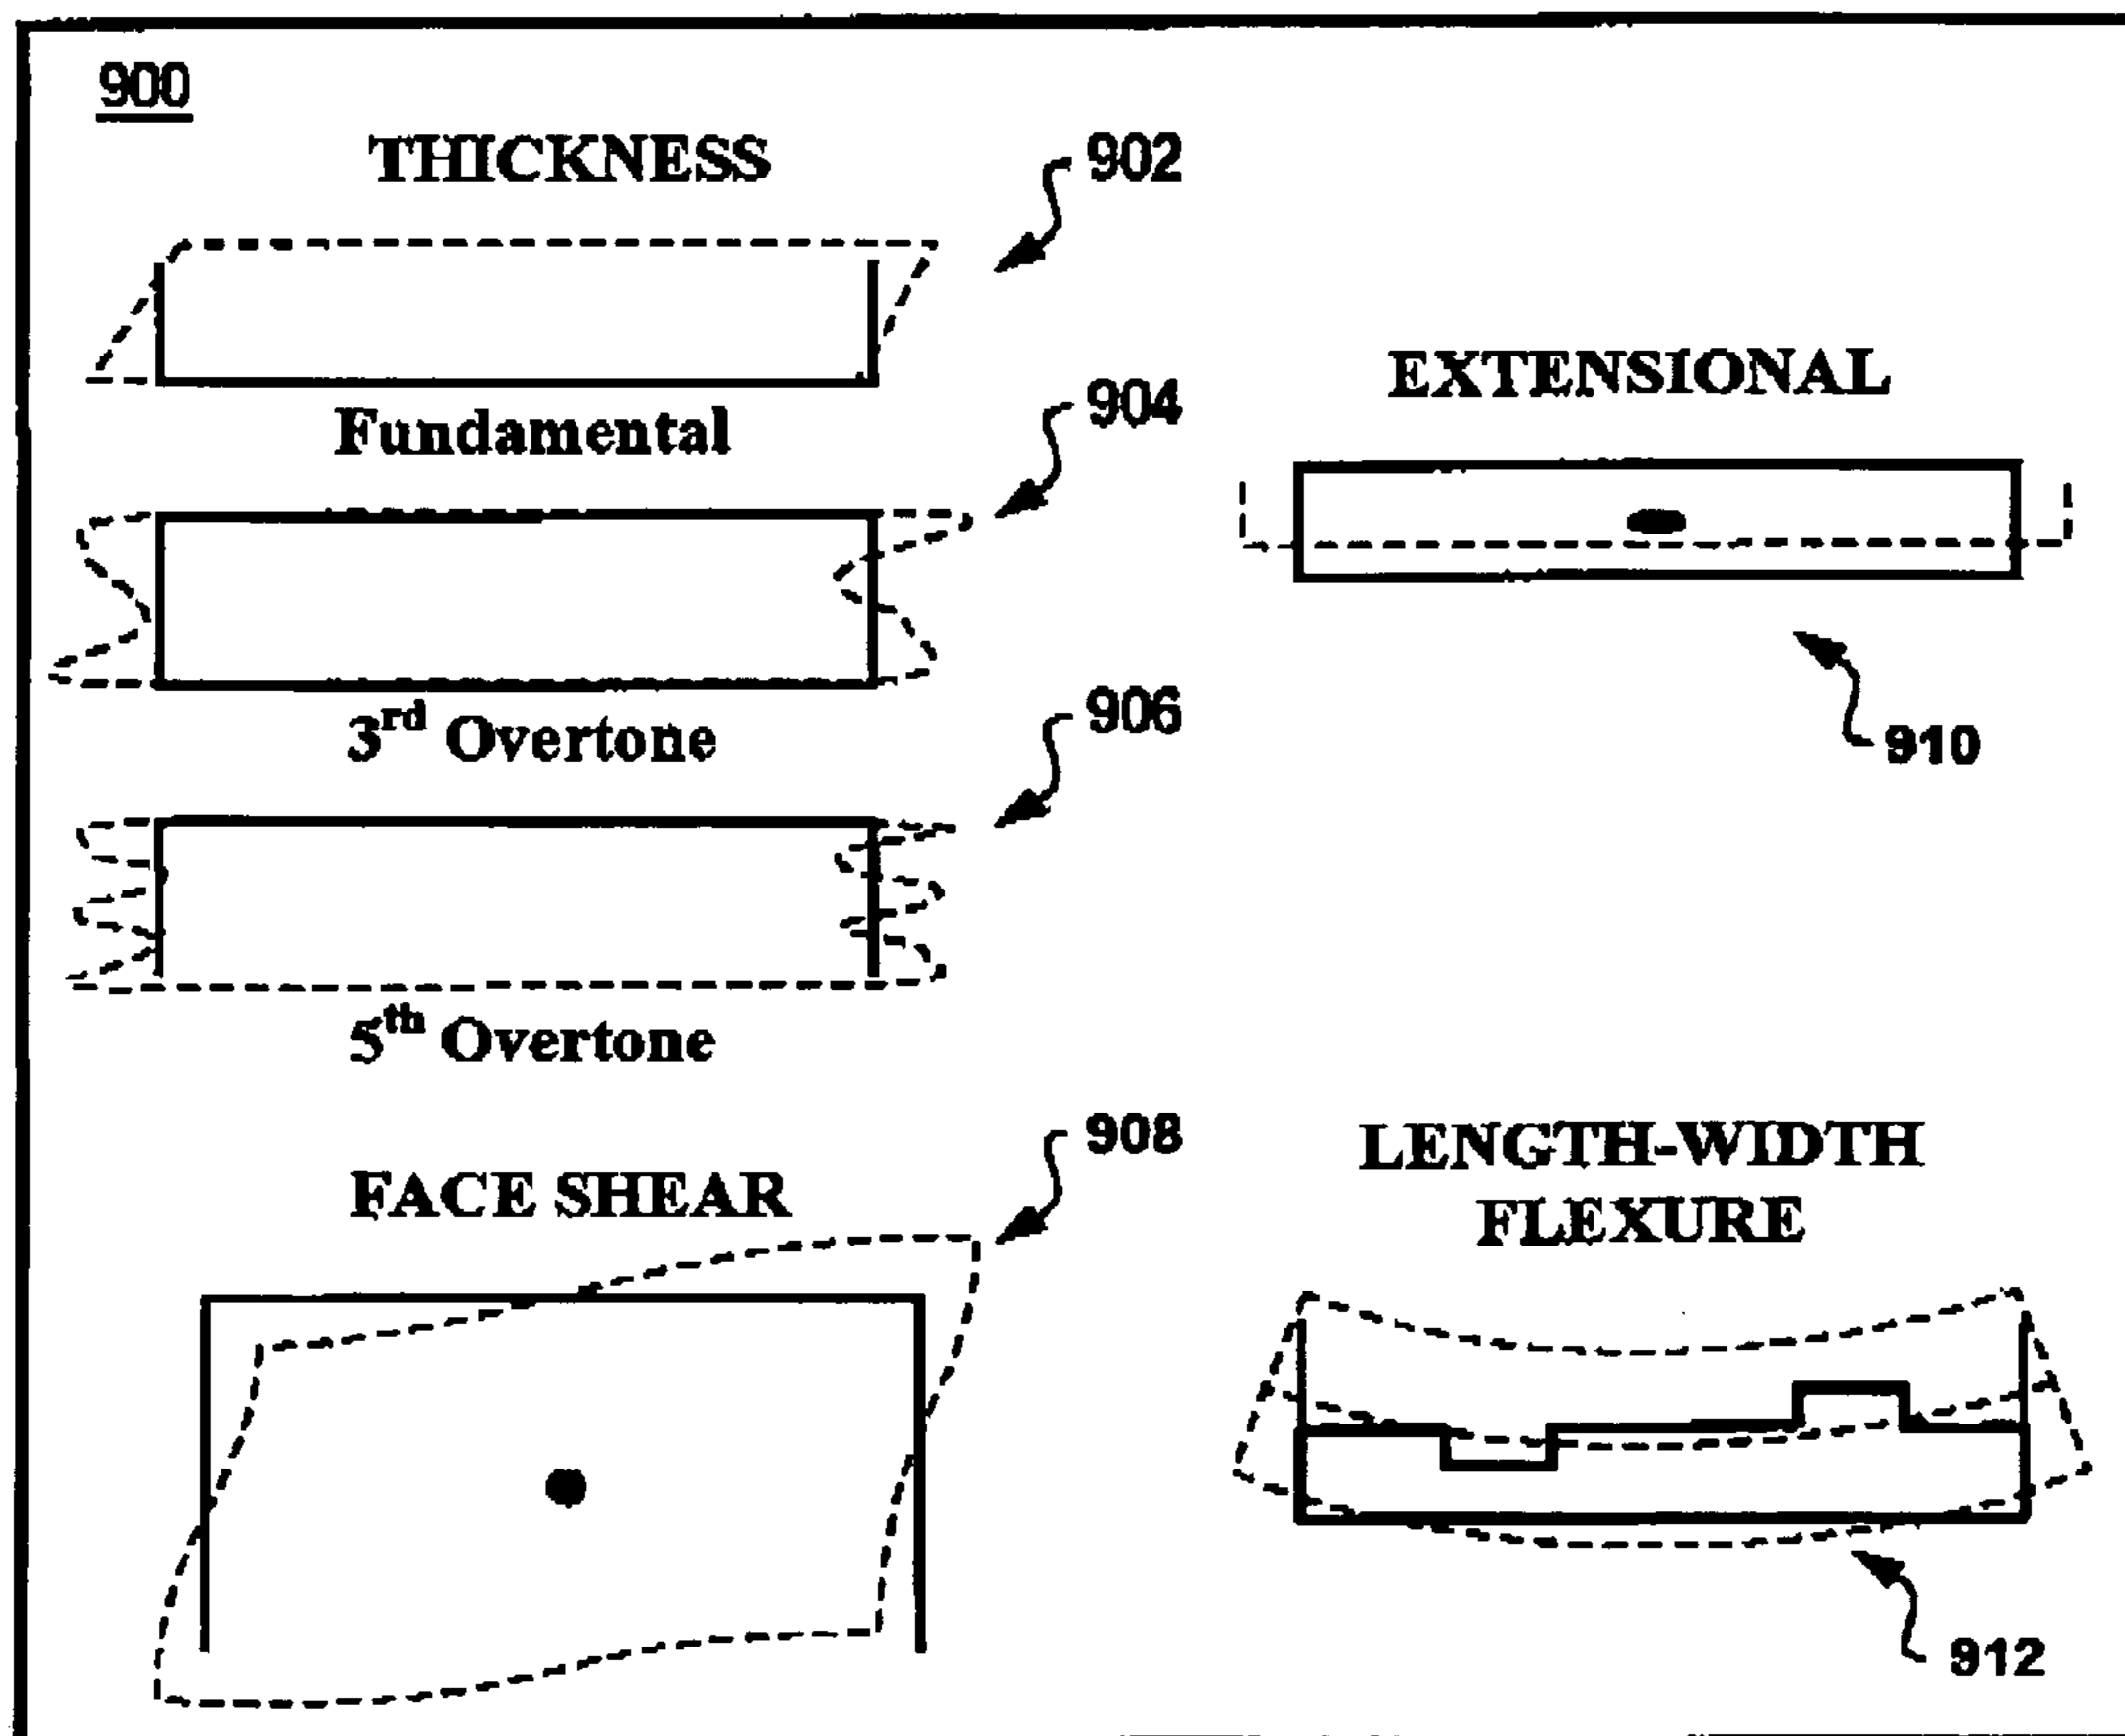 900
THICKNESS
902
Fundamental
904
3rd Overtone
906
5th Overtone
FACE SHEAR
908
EXTENSIONAL
910
LENGTH-WIDTH
FLEXURE
912